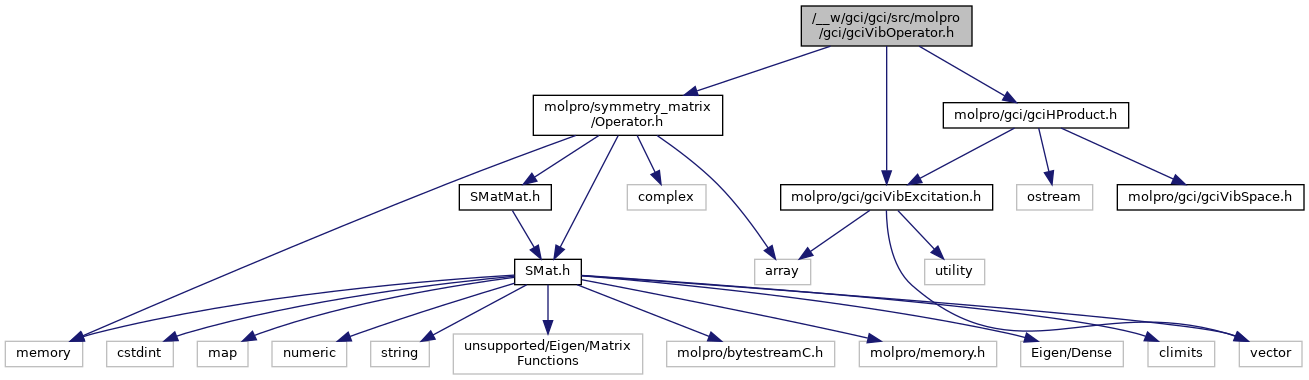 /__w/gci/gci/src/molpro
/gci/gciVibOperator.h
molpro/symmetry_matrix
/Operator.h
molpro/gci/gciHProduct.h
SMatMat.h
complex
molpro/gci/gciVibExcitation.h
ostream
molpro/gci/gciVibSpace.h
SMat.h
array
utility
memory
cstdint
map
numeric
string
unsupported/Eigen/Matrix
Functions
molpro/bytestreamC.h
molpro/memory.h
Eigen/Dense
climits
vector